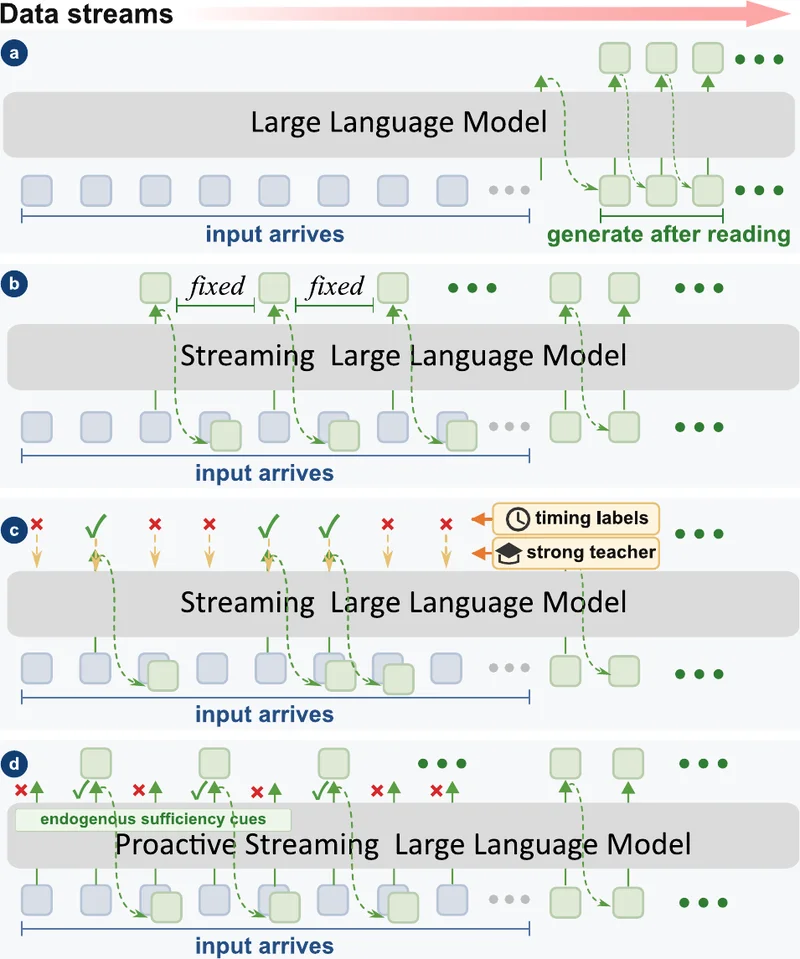 Data streams
a
Large Language Model
input arrives
generate after reading
b
fixed
fixed
Streaming Large Language Model
input arrives
c
timing labels
strong teacher
Streaming Large Language Model
input arrives
d
endogenous sufficiency cues
Proactive Streaming Large Language Model
input arrives